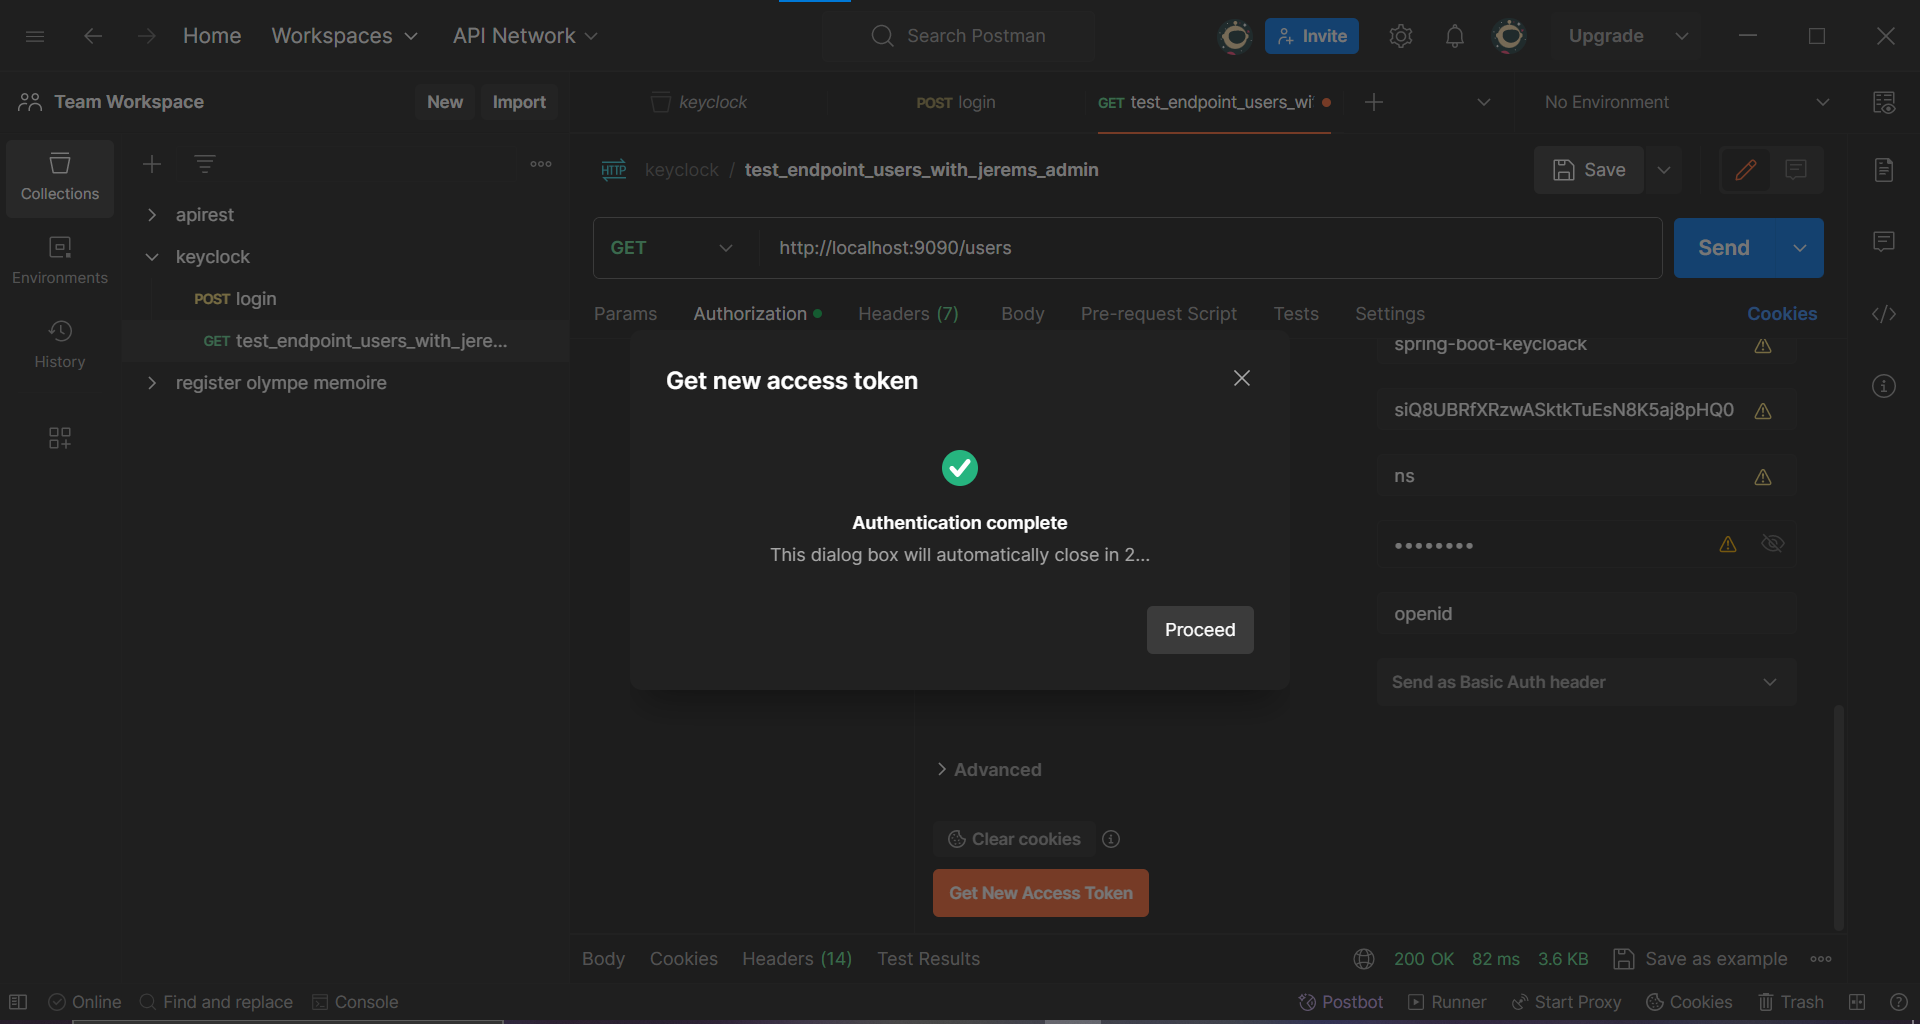 Home Workspaces API Network Search Postman Invite Upgrade
Team Workspace New Import keyclock POST login GET test_endpoint_users_wi No Environment
Collections
Environments
History
apirest
keyclock
POST login
GET test_endpoint_users_with_jere...
register olympe memoire
HTTP keyclock / test_endpoint_users_with_jerems_admin Save
GET http://localhost:9090/users Send
Params Authorization Headers (7) Body Pre-request Script Tests Settings Cookies
spring-boot-keycloack
siQ8UBRfXRzwASktkTuEsN8K5aj8pHQ0
ns
••••••••
openid
Send as Basic Auth header
Get new access token
Authentication complete
This dialog box will automatically close in 2...
Proceed
Advanced
Clear cookies
Get New Access Token
Body Cookies Headers (14) Test Results 200 OK 82 ms 3.6 KB Save as example
Online Find and replace Console Postbot Runner Start Proxy Cookies Trash